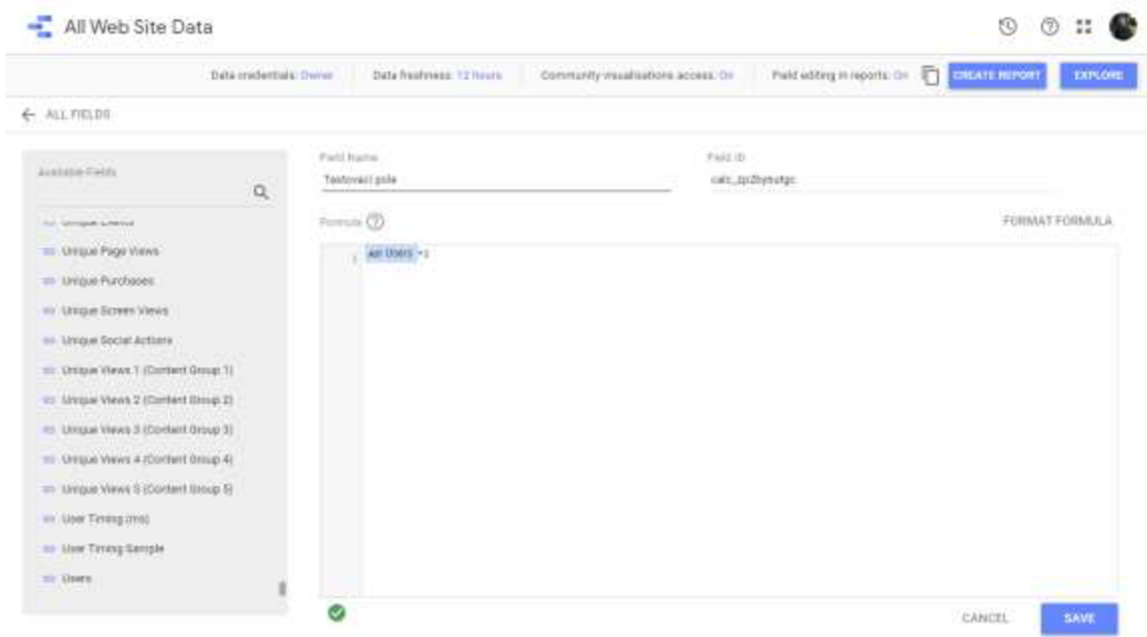 All Web Site Data
Data credentials: Owner Data freshness: 12 hours Community visualisations access: On Field editing in reports: On CREATE REPORT EXPLORE
ALL FIELDS
Available Fields
Field Name
Testovací pole
Field ID
Formula
FORMAT FORMULA
1 Users
Unique Events
Unique Page Views
Unique Purchases
Unique Screen Views
Unique Social Actions
Unique Views 1 (Content Group 1)
Unique Views 2 (Content Group 2)
Unique Views 3 (Content Group 3)
Unique Views 4 (Content Group 4)
Unique Views 5 (Content Group 5)
User Timing (ms)
User Timing Sample
Users
CANCEL SAVE